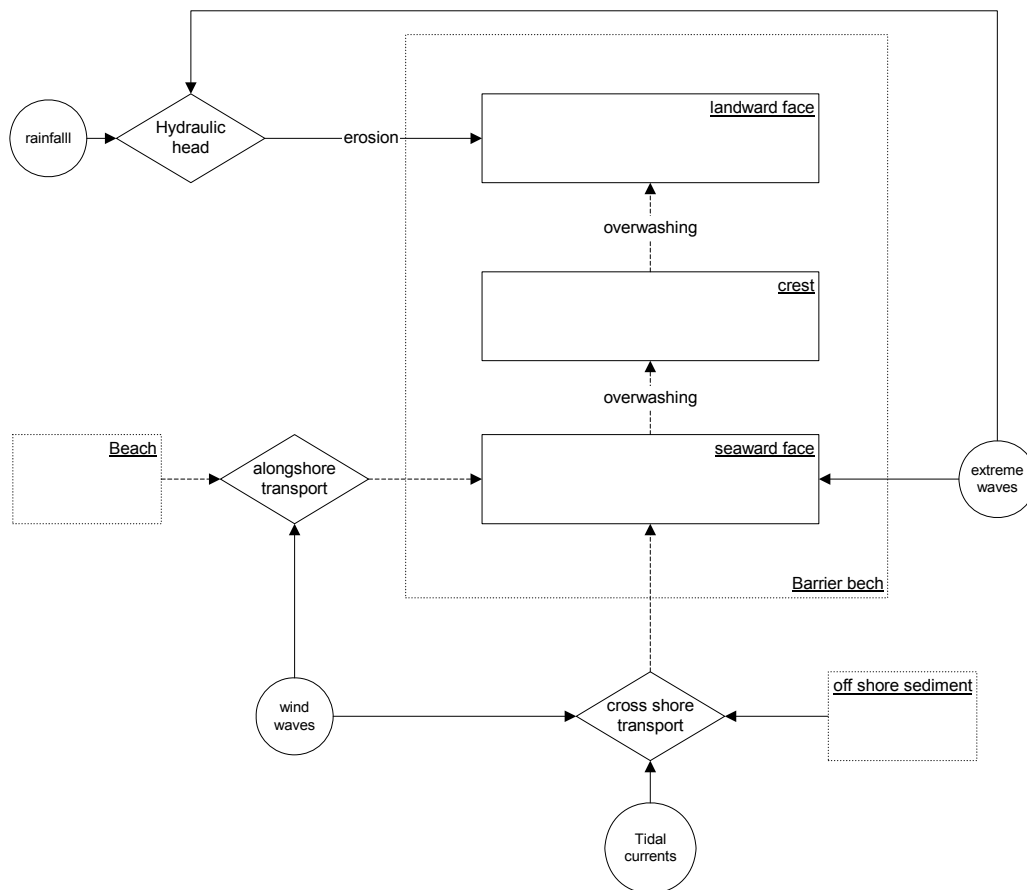 landward face
rainfalll
Hydraulic
head
erosion
overwashing
crest
overwashing
Beach
seaward face
alongshore
transport
extreme
waves
Barrier bech
off shore sediment
wind
waves
cross shore
transport
Tidal
currents